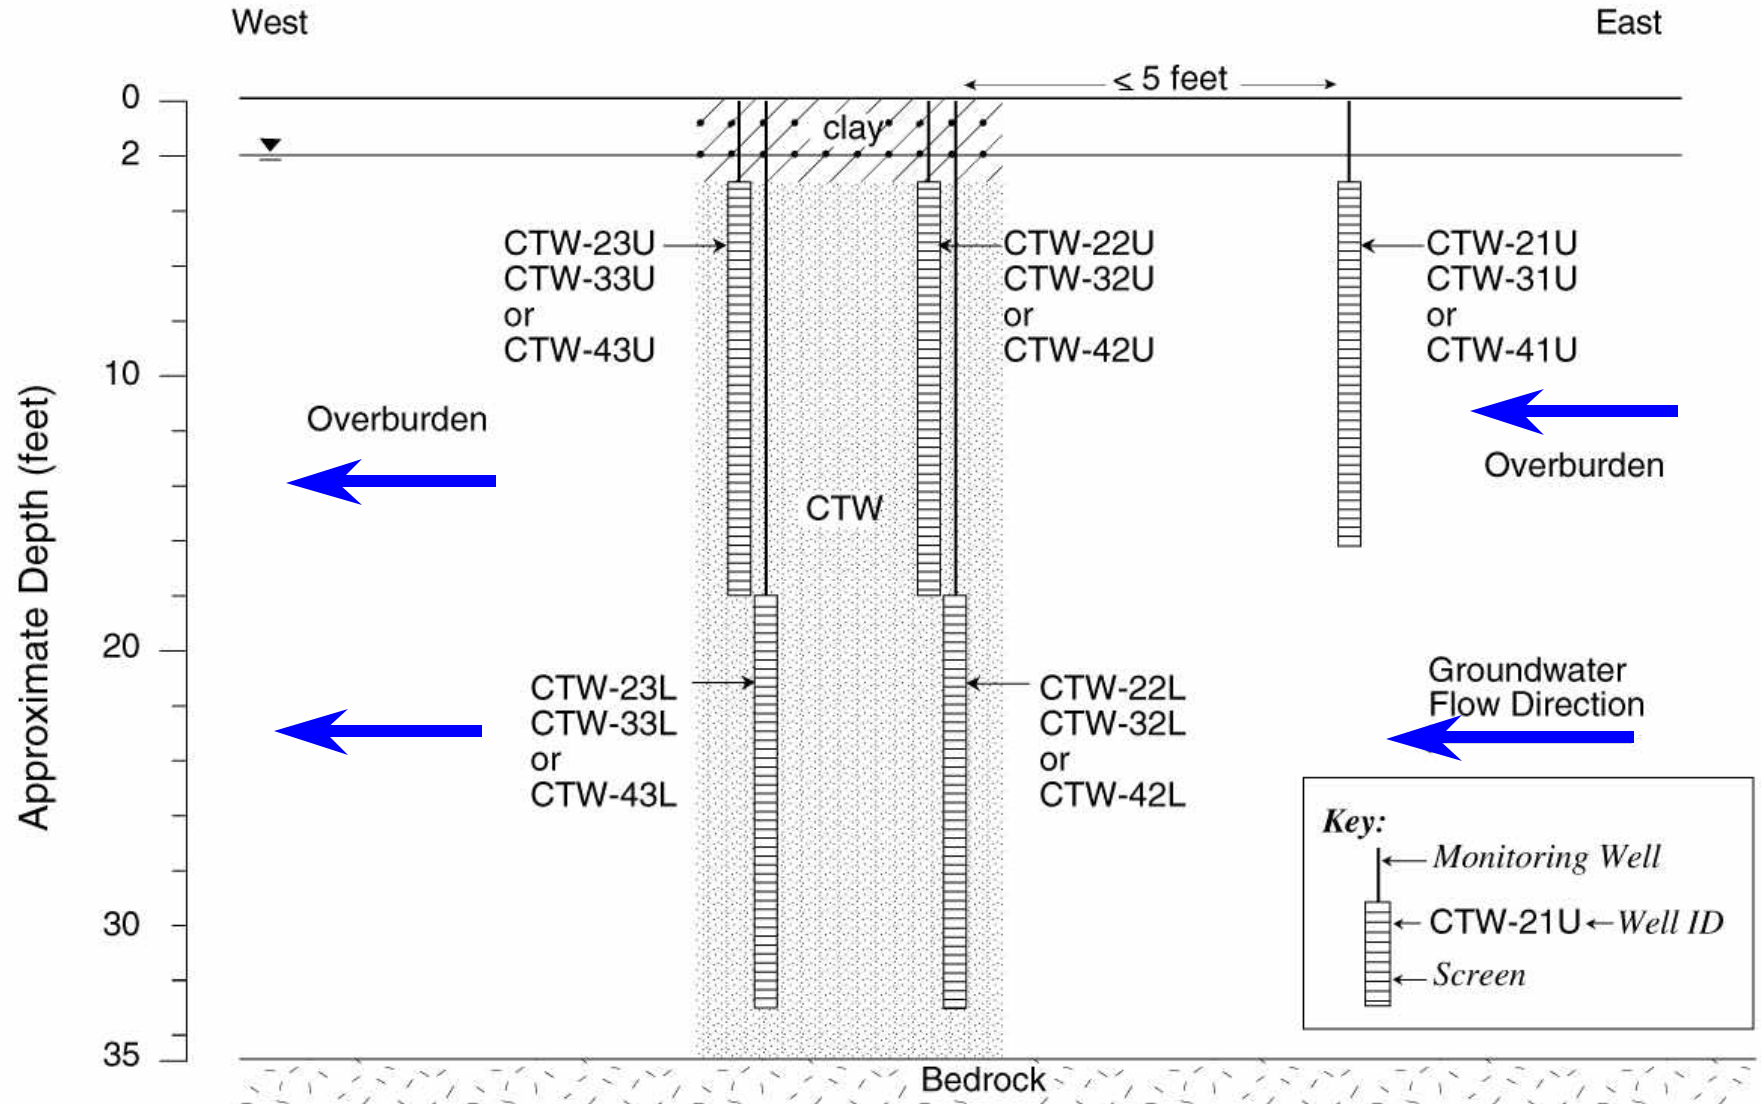 West
East
≤ 5 feet
0
clay
2
CTW-23U
CTW-33U
or
CTW-43U
CTW-22U
CTW-32U
or
CTW-42U
CTW-21U
CTW-31U
or
CTW-41U
10
Overburden
Overburden
CTW
Approximate Depth (feet)
20
CTW-23L
CTW-33L
or
CTW-43L
CTW-22L
CTW-32L
or
CTW-42L
Groundwater
Flow Direction
Key:
Monitoring Well
CTW-21U
Well ID
Screen
30
35
Bedrock